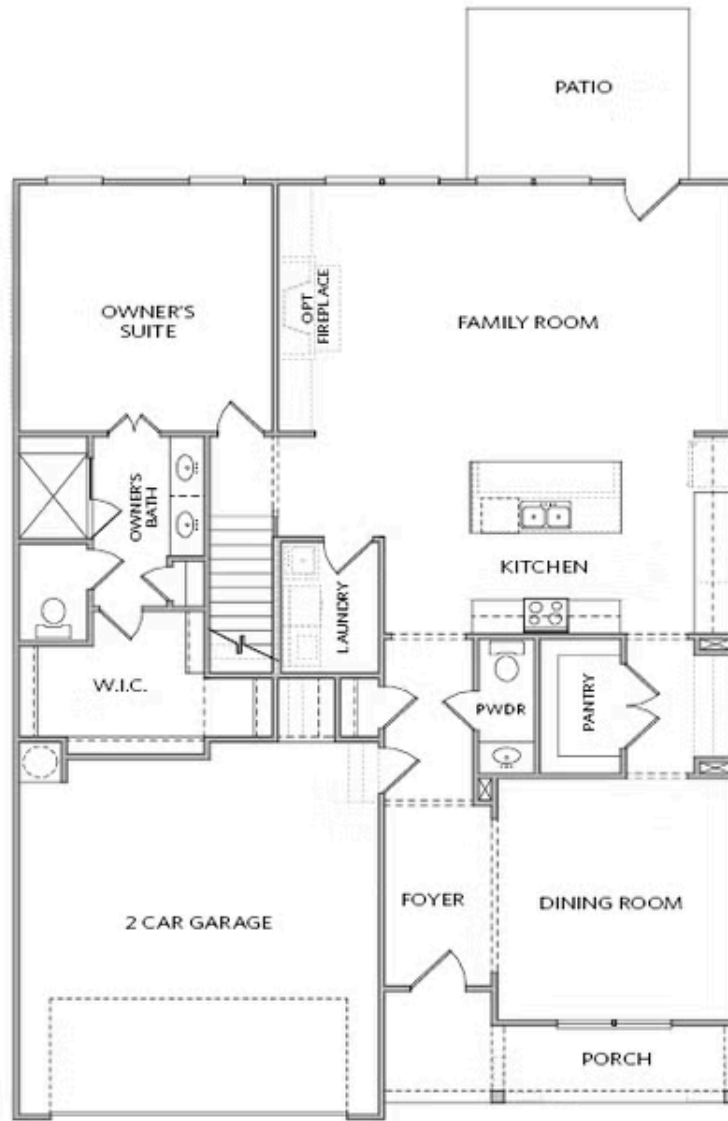 PATIO
OWNER'S
SUITE
OPT
FIREPLACE
FAMILY ROOM
OWNER'S
BATH
KITCHEN
LAUNDRY
W.I.C.
PWDR
PANTRY
FOYER
DINING ROOM
2 CAR GARAGE
PORCH